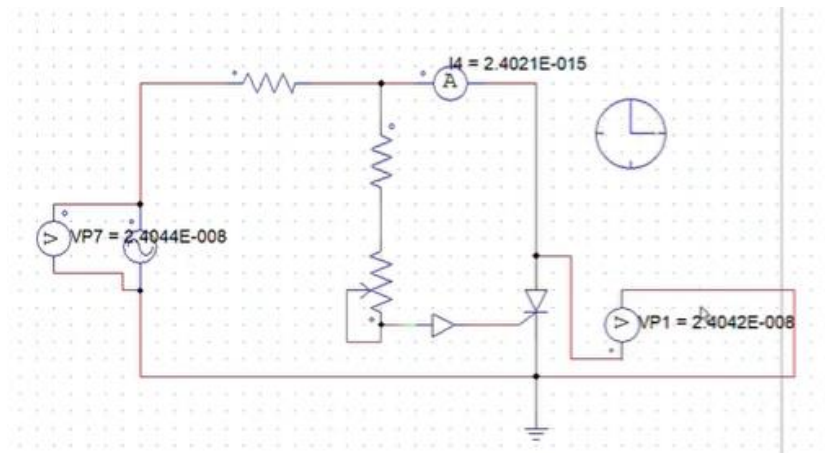 I4 = 2.4021E-015
A
V
VP7 = 2.4044E-008
V
VP1 = 2.4042E-008